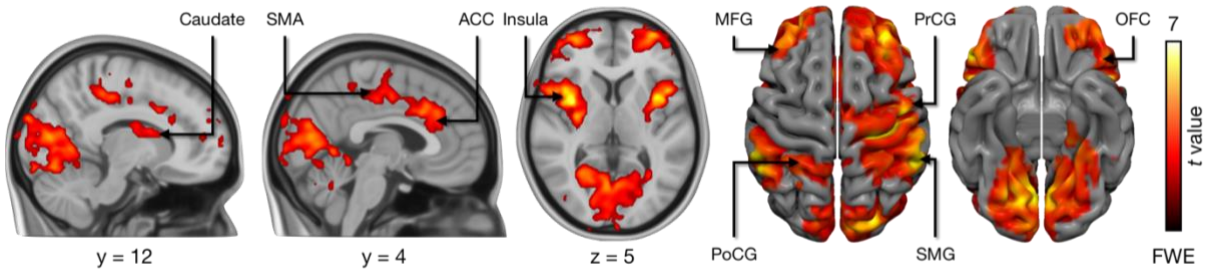 Caudate
SMA
ACC
Insula
MFG
PrCG
OFC
7
t value
PoCG
SMG
y = 12
y = 4
z = 5
FWE